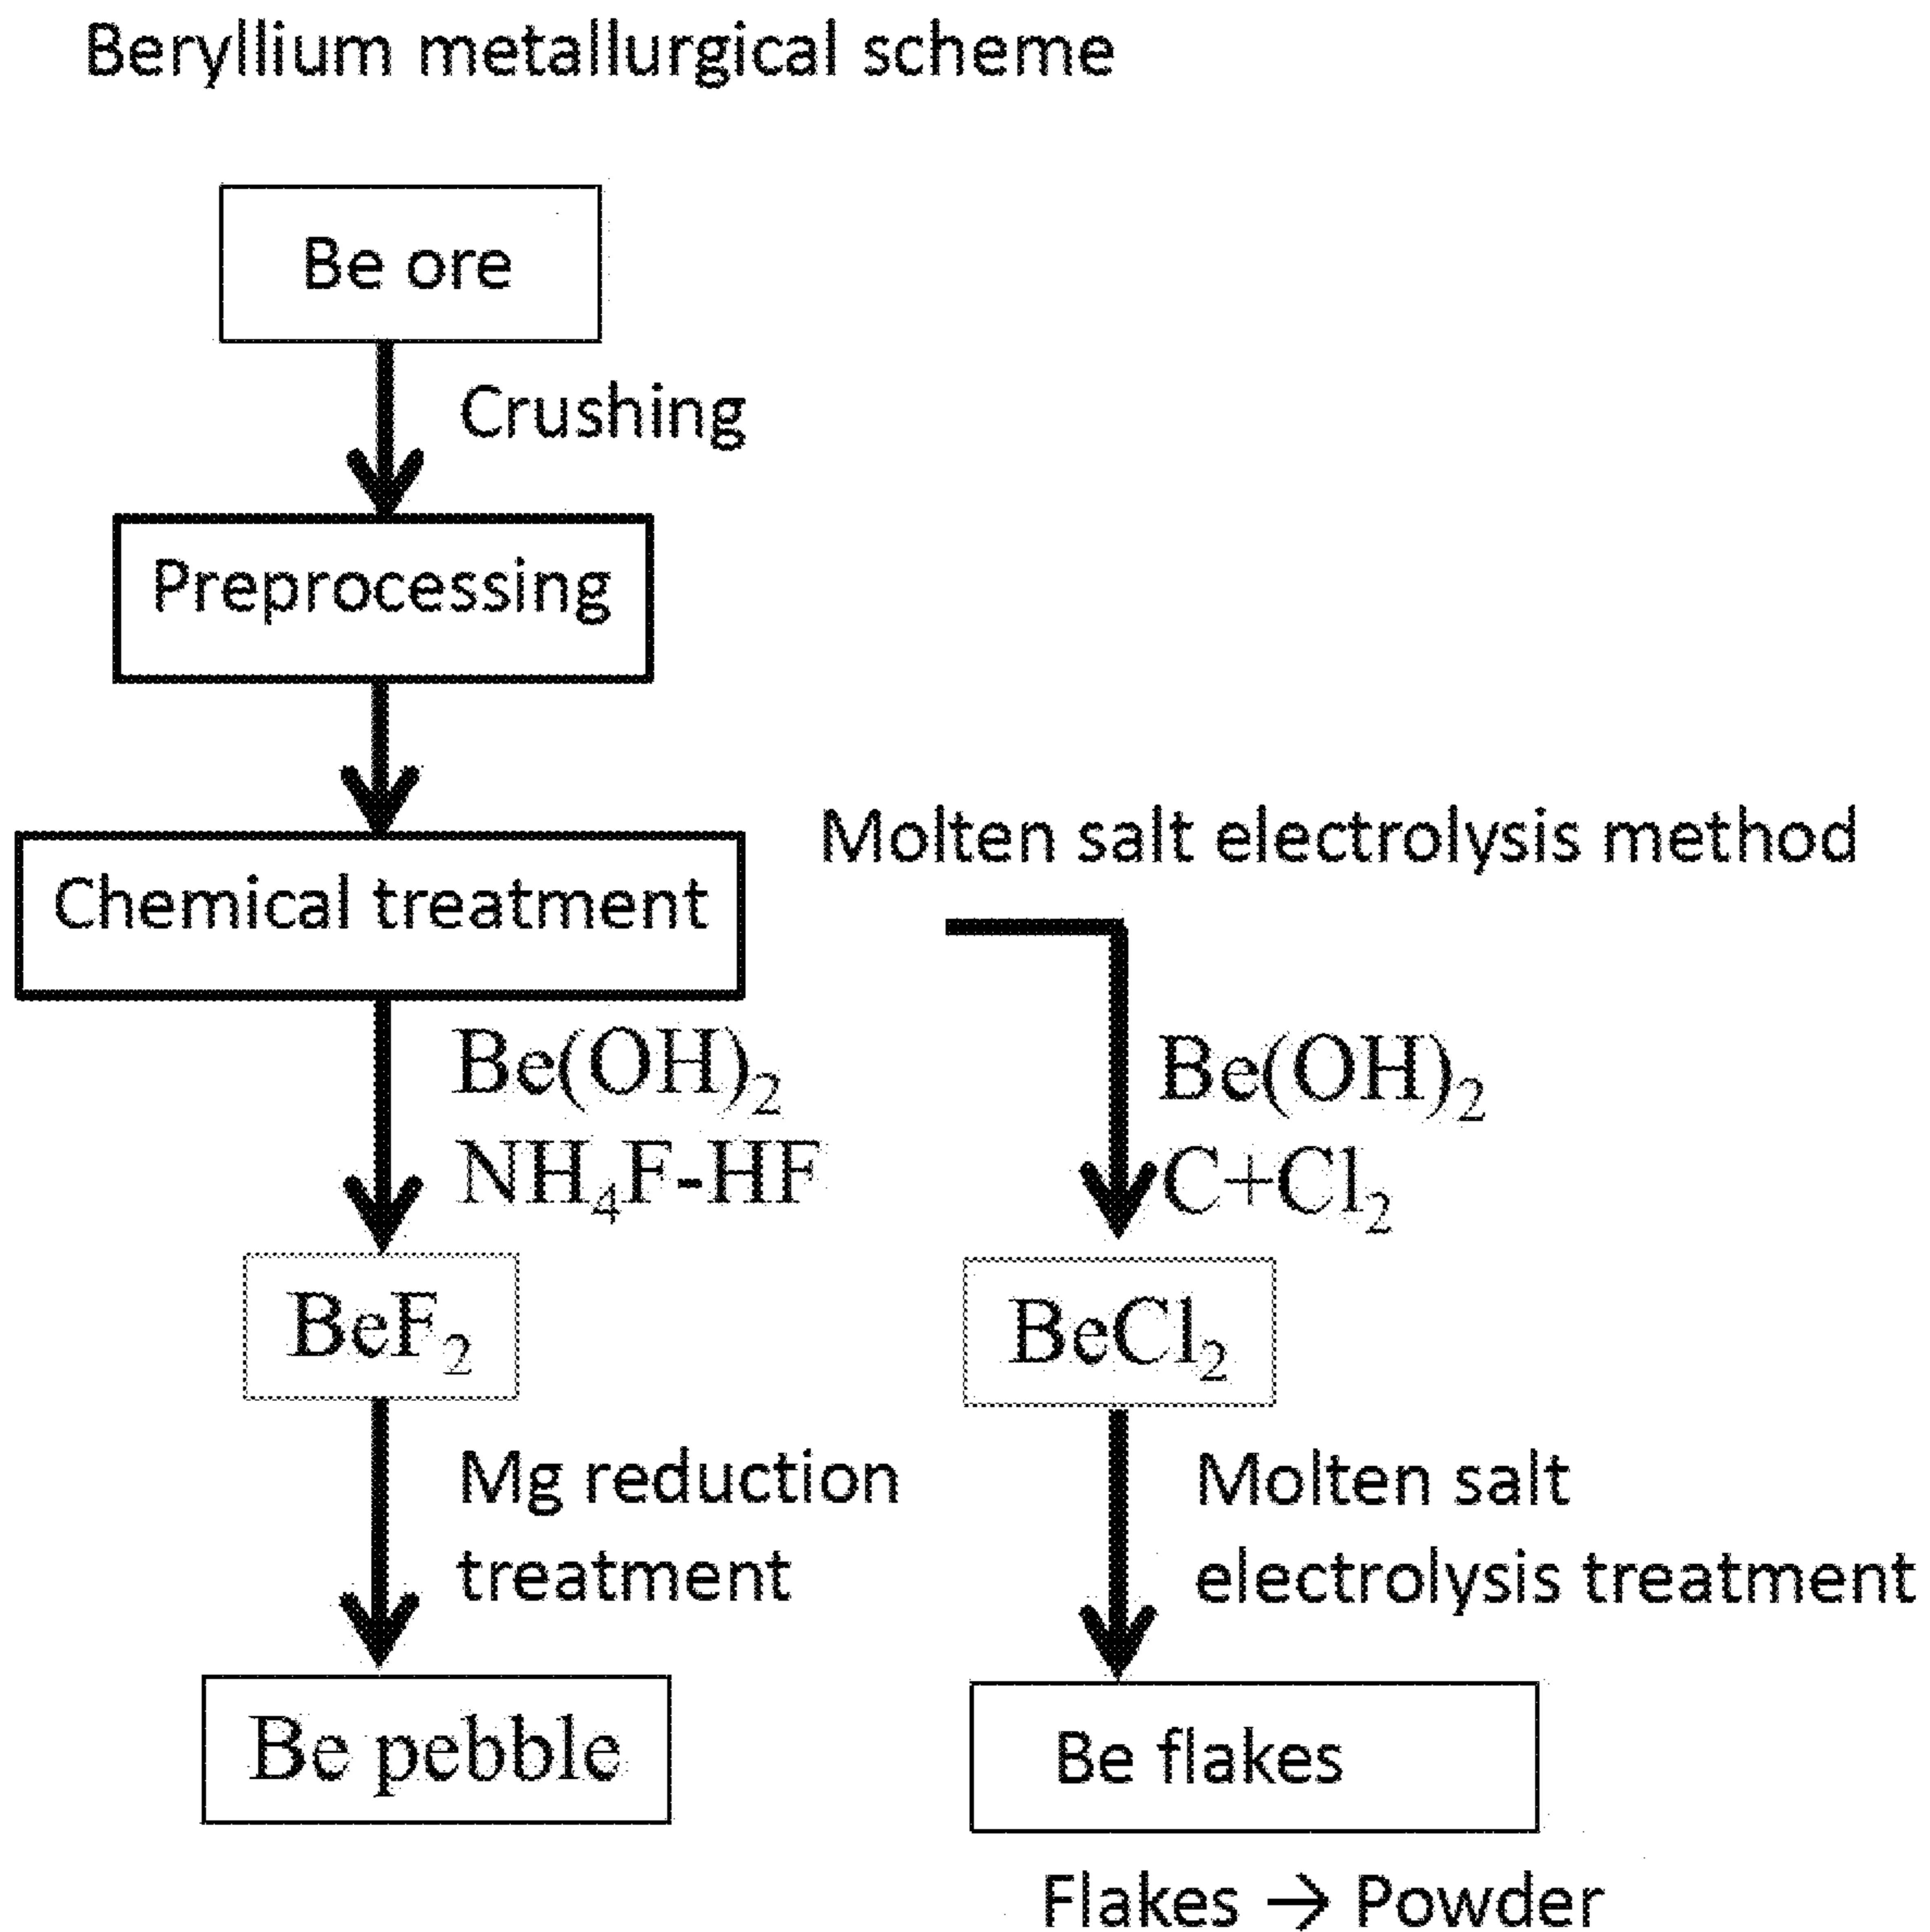 Beryllium metallurgical scheme
Be ore
Crushing
Preprocessing
Chemical treatment
Be(OH)₂
NH₄F-HF
BeF₂
Mg reduction
treatment
Be pebble
Molten salt electrolysis method
Be(OH)₂
C+Cl₂
BeCl₂
Molten salt
electrolysis treatment
Be flakes
Flakes → Powder